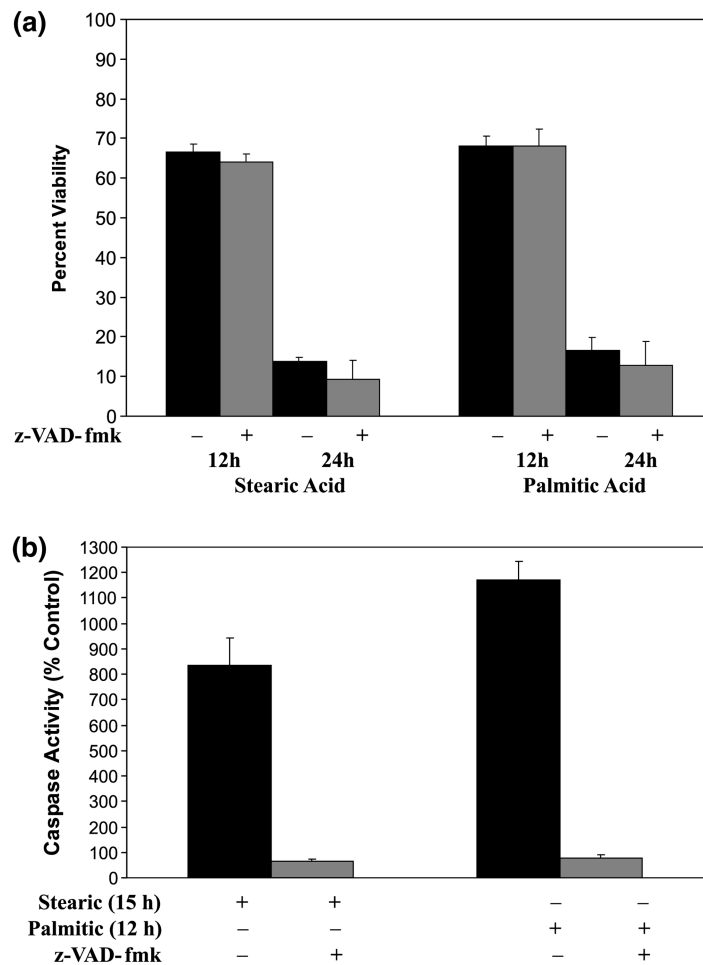 (a)
100
90
80
70
60
50
40
30
20
10
0
Percent Viability
z-VAD-fmk – + – + – + – +
12h 24h 12h 24h
Stearic Acid Palmitic Acid
(b)
1300
1200
1100
1000
900
800
700
600
500
400
300
200
100
0
Caspase Activity (% Control)
Stearic (15 h) + + – –
Palmitic (12 h) – – + +
z-VAD-fmk – + – +